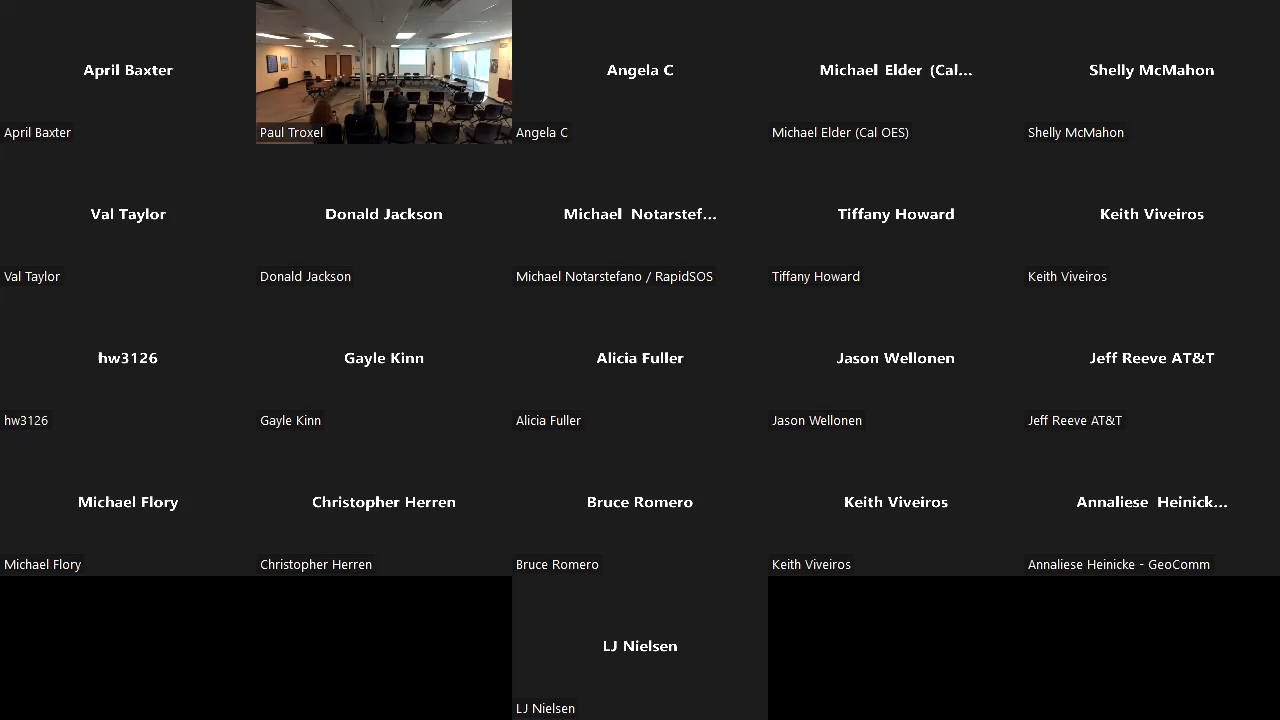 April Baxter
April Baxter
Paul Troxel
Angela C
Angela C
Michael Elder (Cal...
Michael Elder (Cal OES)
Shelly McMahon
Shelly McMahon
Val Taylor
Val Taylor
Donald Jackson
Donald Jackson
Michael Notarstef...
Michael Notarstefano / RapidSOS
Tiffany Howard
Tiffany Howard
Keith Viveiros
Keith Viveiros
hw3126
hw3126
Gayle Kinn
Gayle Kinn
Alicia Fuller
Alicia Fuller
Jason Wellonen
Jason Wellonen
Jeff Reeve AT&T
Jeff Reeve AT&T
Michael Flory
Michael Flory
Christopher Herren
Christopher Herren
Bruce Romero
Bruce Romero
Keith Viveiros
Keith Viveiros
Annaliese Heinick...
Annaliese Heinicke - GeoComm
LJ Nielsen
LJ Nielsen